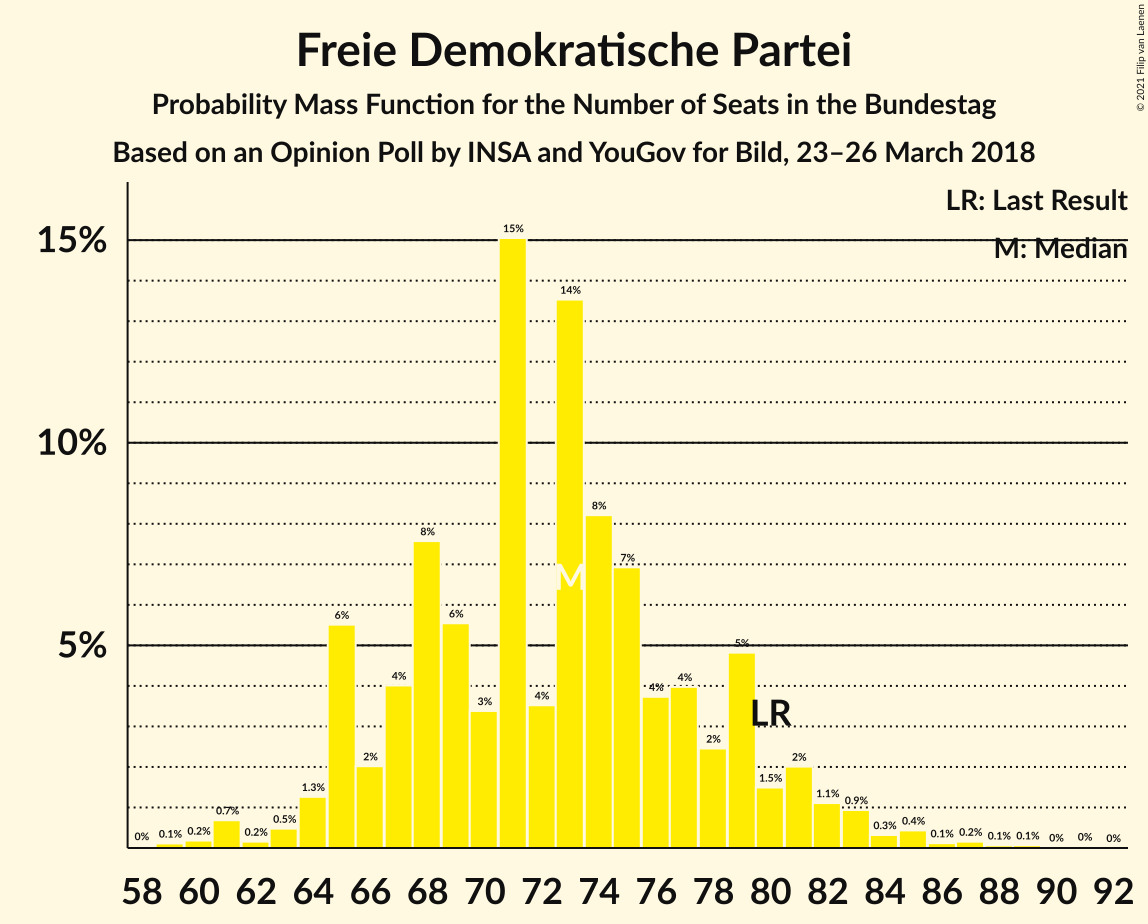 Freie Demokratische Partei
Probability Mass Function for the Number of Seats in the Bundestag
Based on an Opinion Poll by INSA and YouGov for Bild, 23–26 March 2018
© 2021 Filip van Laenen
LR: Last Result
M: Median
15%
10%
5%
0% 0.1% 0.2% 0.7% 0.2% 0.5% 1.3% 6% 2% 4% 8% 6% 3% 15% 4% 14% 8% 7% 4% 4% 2% 5% 1.5% 2% 1.1% 0.9% 0.3% 0.4% 0.1% 0.2% 0.1% 0.1% 0% 0% 0%
M
LR
58 60 62 64 66 68 70 72 74 76 78 80 82 84 86 88 90 92